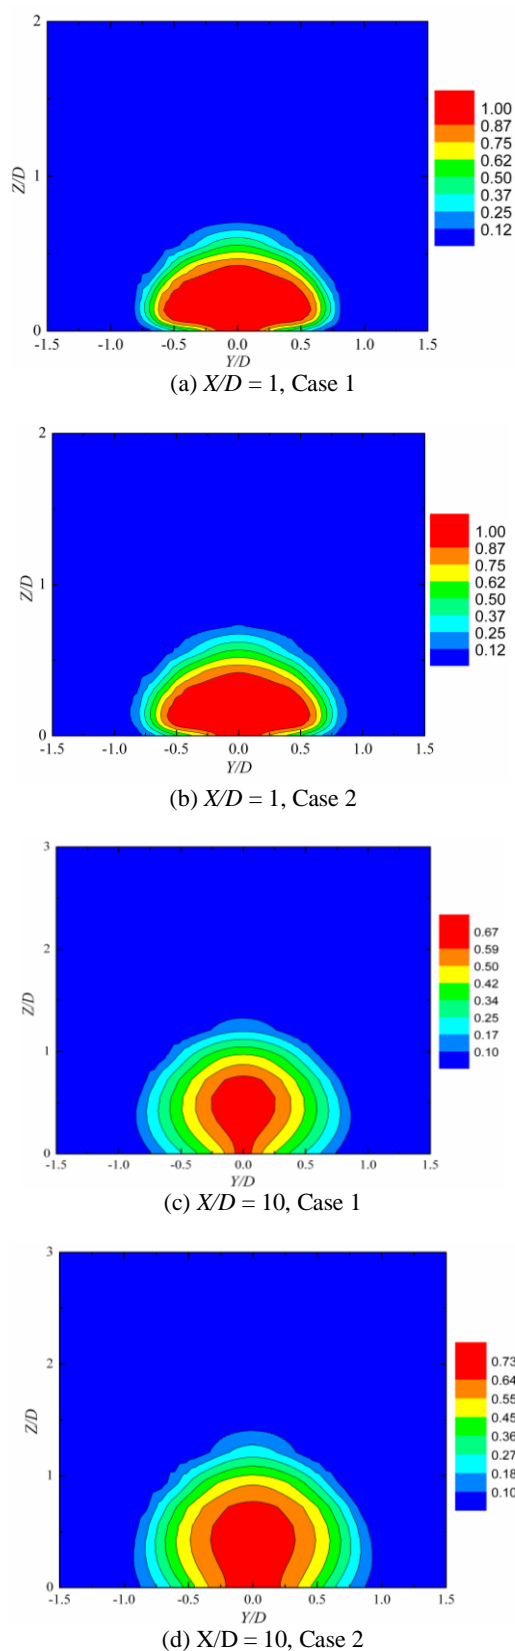 2
1
0
Z/D
-1.5 -1.0 -0.5 0.0 0.5 1.0 1.5
Y/D
1.00
0.87
0.75
0.62
0.50
0.37
0.25
0.12
(a) X/D = 1, Case 1
2
1
0
Z/D
-1.5 -1.0 -0.5 0.0 0.5 1.0 1.5
Y/D
1.00
0.87
0.75
0.62
0.50
0.37
0.25
0.12
(b) X/D = 1, Case 2
3
2
1
0
Z/D
-1.5 -1.0 -0.5 0.0 0.5 1.0 1.5
Y/D
0.67
0.59
0.50
0.42
0.34
0.25
0.17
0.10
(c) X/D = 10, Case 1
3
2
1
0
Z/D
-1.5 -1.0 -0.5 0.0 0.5 1.0 1.5
Y/D
0.73
0.64
0.55
0.45
0.36
0.27
0.18
0.10
(d) X/D = 10, Case 2